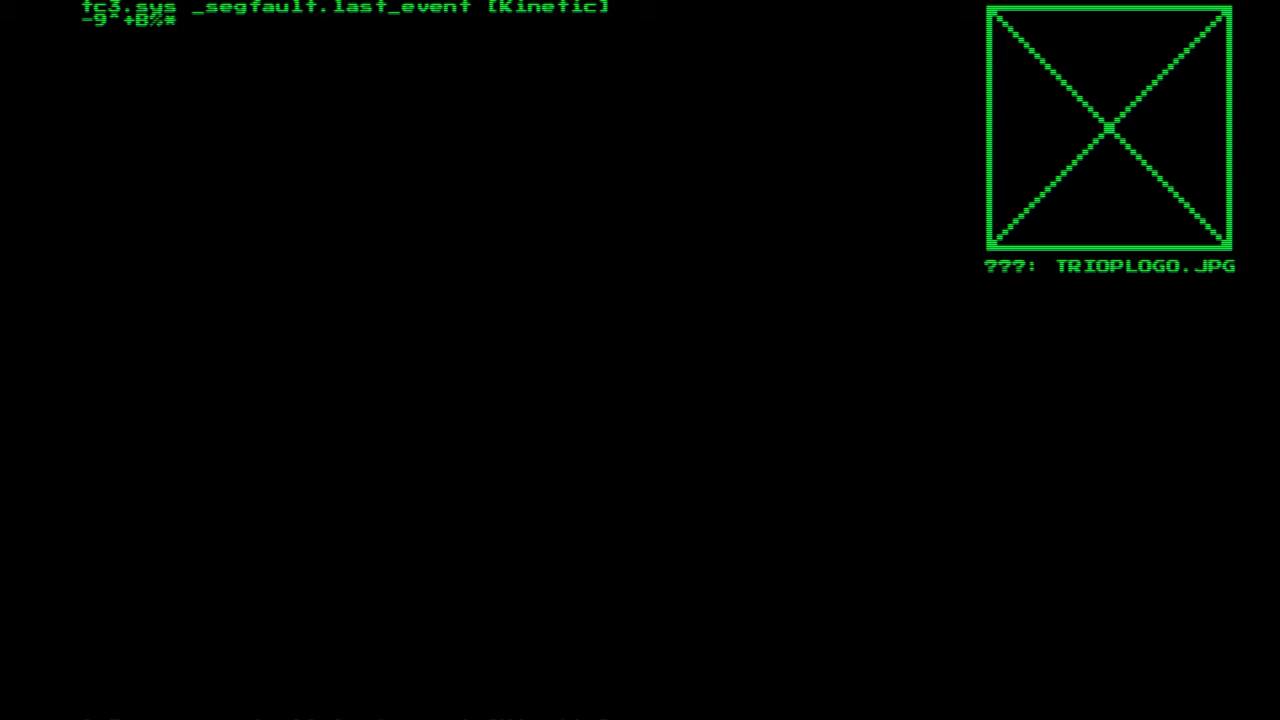 tc3.sys _segfault.last_event [Kinetic]
-9^+B%*
???: TRIOPLOGO.JPG